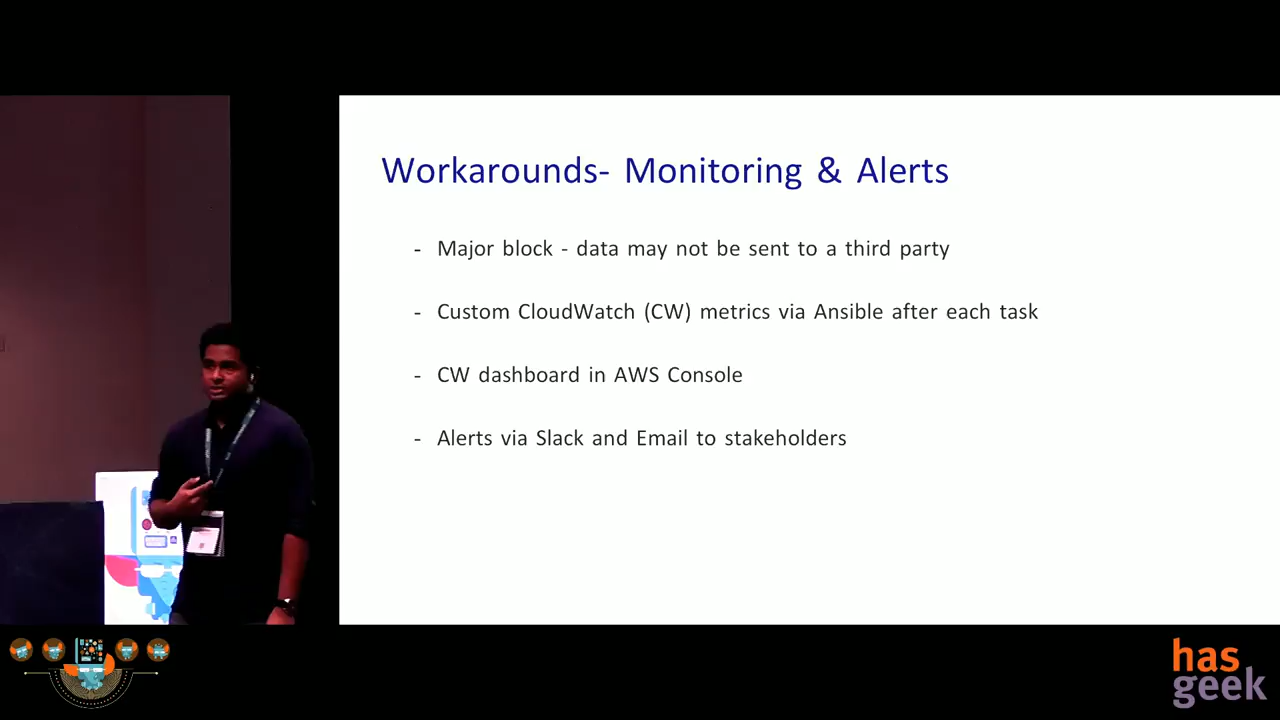 Workarounds- Monitoring & Alerts
- Major block - data may not be sent to a third party
- Custom CloudWatch (CW) metrics via Ansible after each task
- CW dashboard in AWS Console
- Alerts via Slack and Email to stakeholders
has
geek